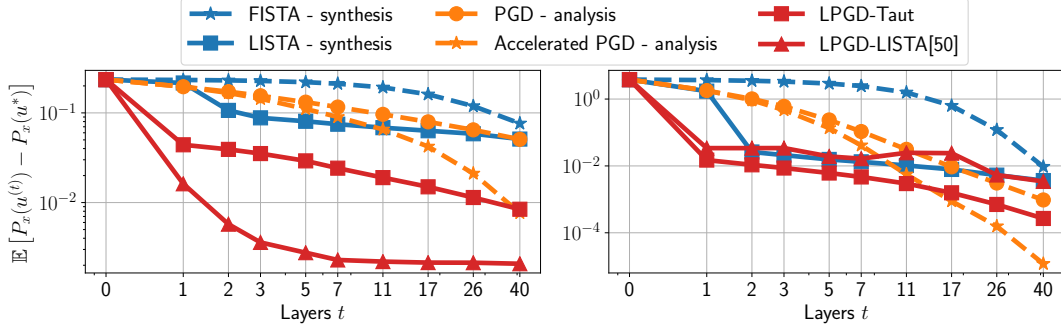 FISTA - synthesis PGD - analysis LPGD-Taut
LISTA - synthesis Accelerated PGD - analysis LPGD-LISTA[50]
𝔼 [P_x(u^(t)) − P_x(u*)]
10^−1
10^−2
0 1 2 3 5 7 11 17 26 40
Layers t
10^0
10^−2
10^−4
0 1 2 3 5 7 11 17 26 40
Layers t